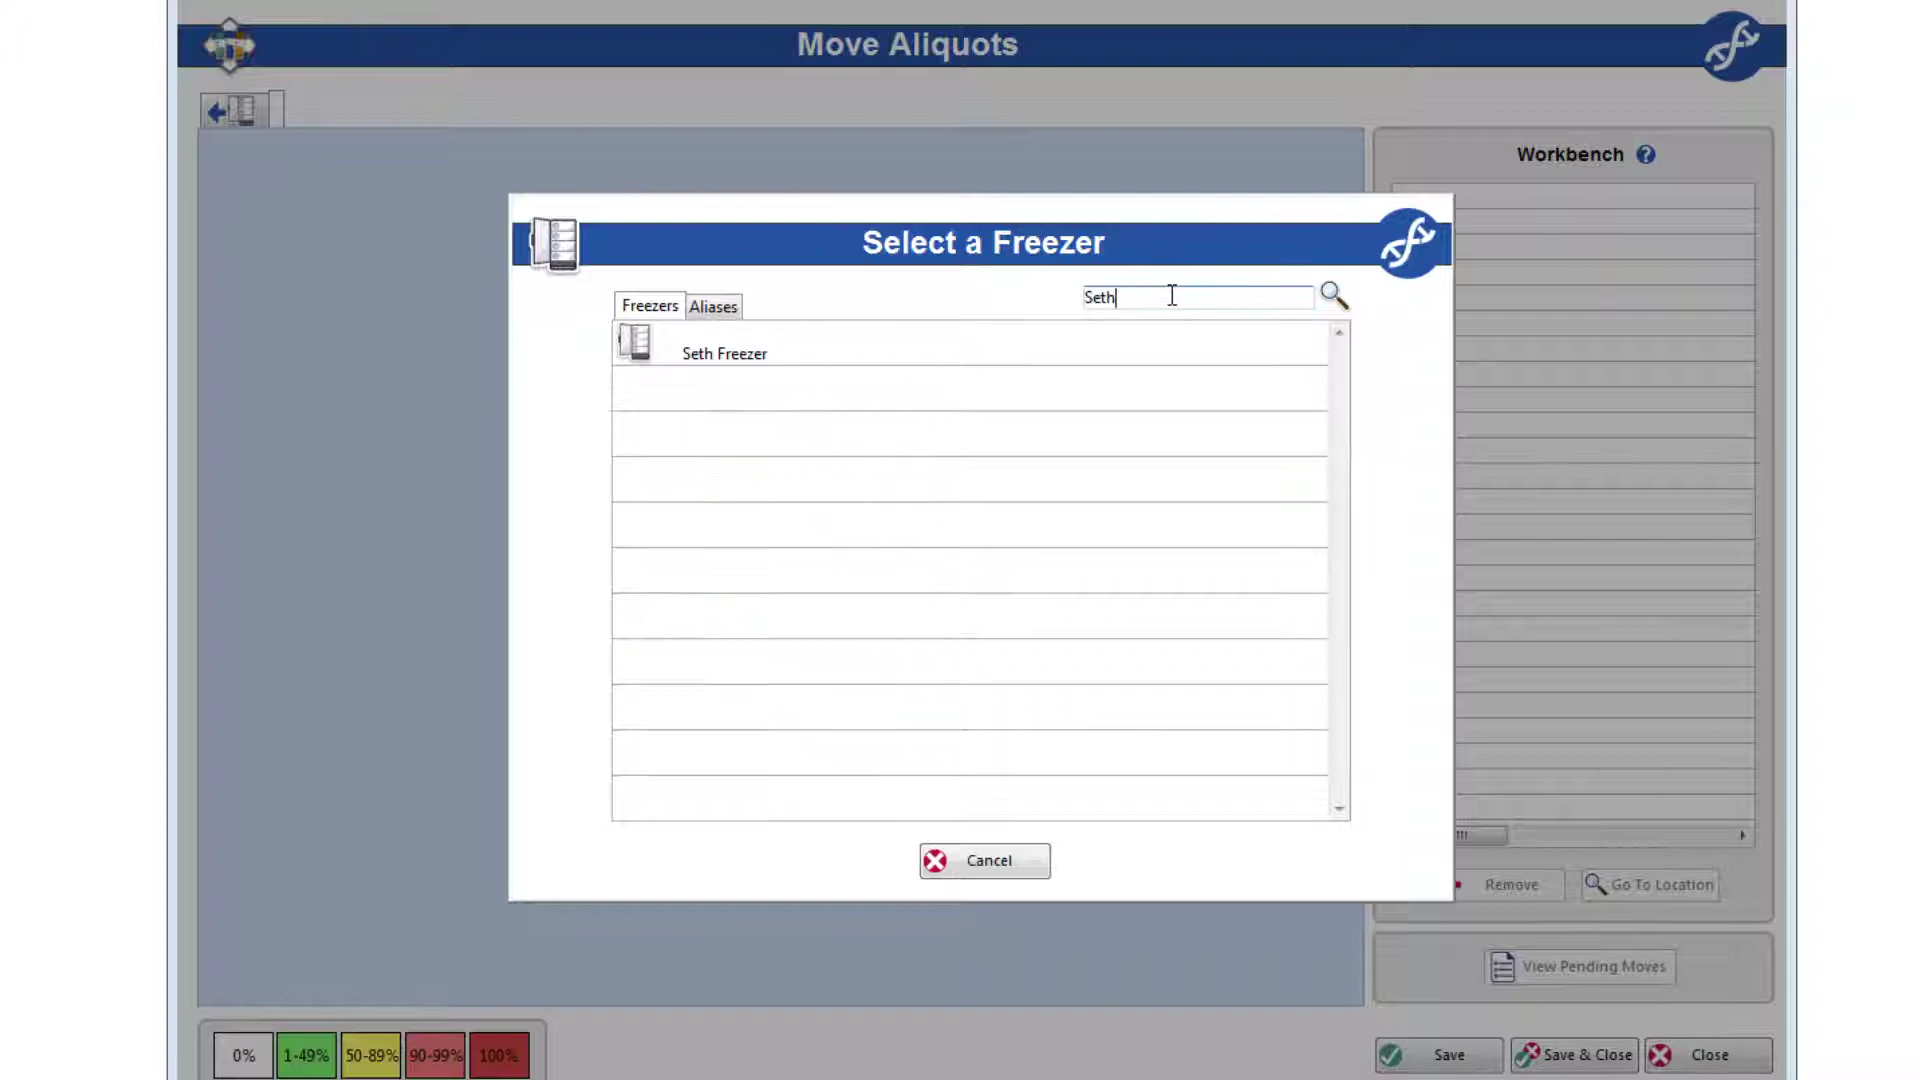 Move Aliquots
Workbench
Select a Freezer
Freezers
Aliases
Seth
Seth Freezer
Cancel
Remove
Go To Location
View Pending Moves
0%
1-49%
50-89%
90-99%
100%
Save
Save & Close
Close